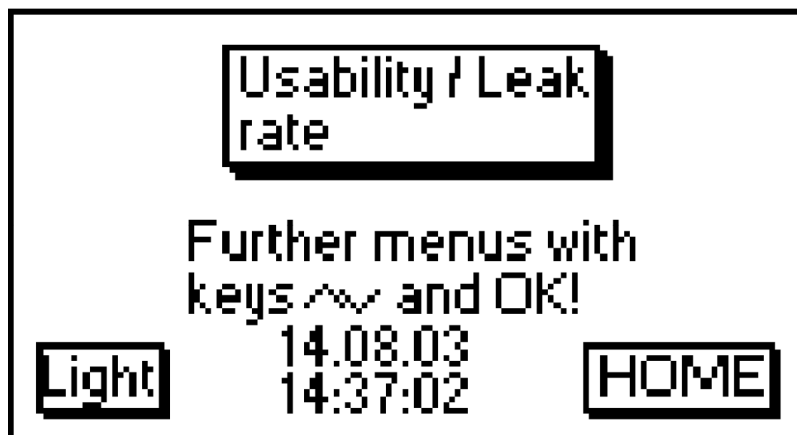 Usability / Leak
rate
Further menus with
keys ︿﹀ and OK!
14.08.03
Light
14:37:02
HOME